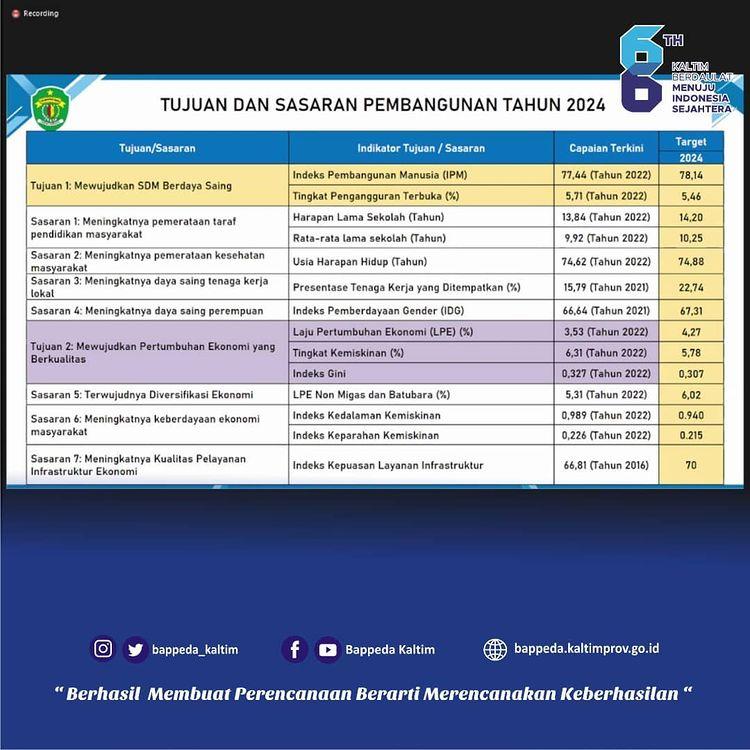 Recording
6TH
KALTIM
BERDAULAT
MENUJU
INDONESIA
SEJAHTERA
TUJUAN DAN SASARAN PEMBANGUNAN TAHUN 2024
Tujuan/Sasaran Indikator Tujuan / Sasaran Capaian Terkini Target
2024
Tujuan 1: Mewujudkan SDM Berdaya Saing
Indeks Pembangunan Manusia (IPM) 77,44 (Tahun 2022) 78,14
Tingkat Pengangguran Terbuka (%) 5,71 (Tahun 2022) 5,46
Sasaran 1: Meningkatnya pemerataan taraf
pendidikan masyarakat
Harapan Lama Sekolah (Tahun) 13,84 (Tahun 2022) 14,20
Rata-rata lama sekolah (Tahun) 9,92 (Tahun 2022) 10,25
Sasaran 2: Meningkatnya pemerataan kesehatan
masyarakat
Usia Harapan Hidup (Tahun) 74,62 (Tahun 2022) 74,88
Sasaran 3: Meningkatnya daya saing tenaga kerja
lokal
Presentase Tenaga Kerja yang Ditempatkan (%) 15,79 (Tahun 2021) 22,74
Sasaran 4: Meningkatnya daya saing perempuan Indeks Pemberdayaan Gender (IDG) 66,64 (Tahun 2021) 67,31
Tujuan 2: Mewujudkan Pertumbuhan Ekonomi yang
Berkualitas
Laju Pertumbuhan Ekonomi (LPE) (%) 3,53 (Tahun 2022) 4,27
Tingkat Kemiskinan (%) 6,31 (Tahun 2022) 5,78
Indeks Gini 0,327 (Tahun 2022) 0,307
Sasaran 5: Terwujudnya Diversifikasi Ekonomi LPE Non Migas dan Batubara (%) 5,31 (Tahun 2022) 6,02
Sasaran 6: Meningkatnya keberdayaan ekonomi
masyarakat
Indeks Kedalaman Kemiskinan 0,989 (Tahun 2022) 0.940
Indeks Keparahan Kemiskinan 0,226 (Tahun 2022) 0.215
Sasaran 7: Meningkatnya Kualitas Pelayanan
Infrastruktur Ekonomi
Indeks Kepuasan Layanan Infrastruktur 66,81 (Tahun 2016) 70
bappeda_kaltim Bappeda Kaltim bappeda.kaltimprov.go.id
“ Berhasil Membuat Perencanaan Berarti Merencanakan Keberhasilan “